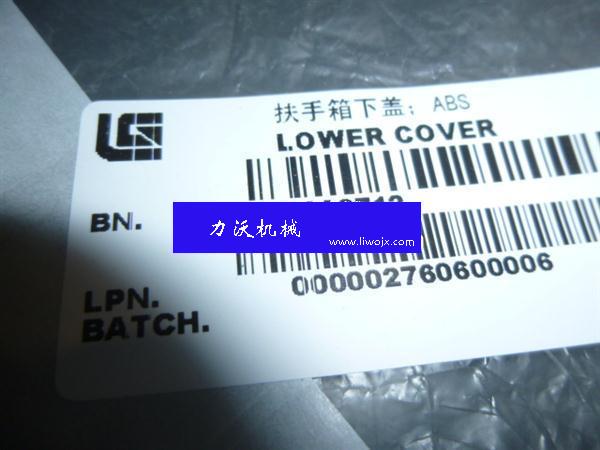 LG
扶手箱下盖；ABS
LOWER COVER
BN.
力沃机械
www.liwojx.com
000002760600006
LPN.
BATCH.